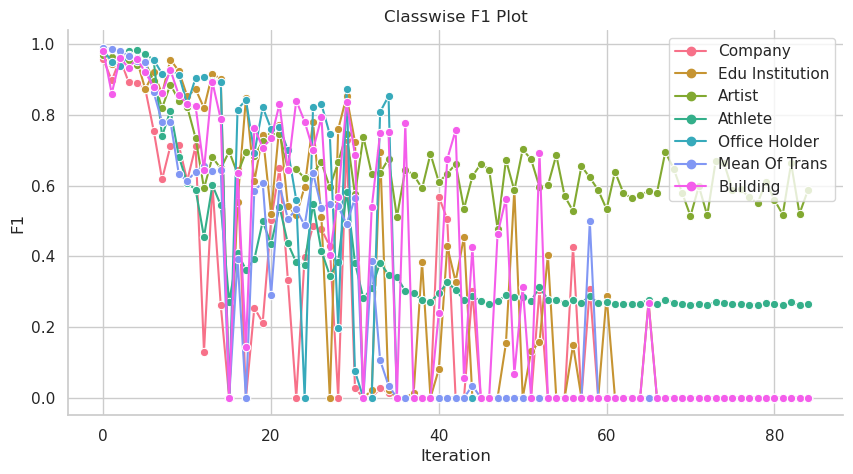 Classwise F1 Plot
1.0
0.8
0.6
0.4
0.2
0.0
F1
Company
Edu Institution
Artist
Athlete
Office Holder
Mean Of Trans
Building
0
20
40
60
80
Iteration